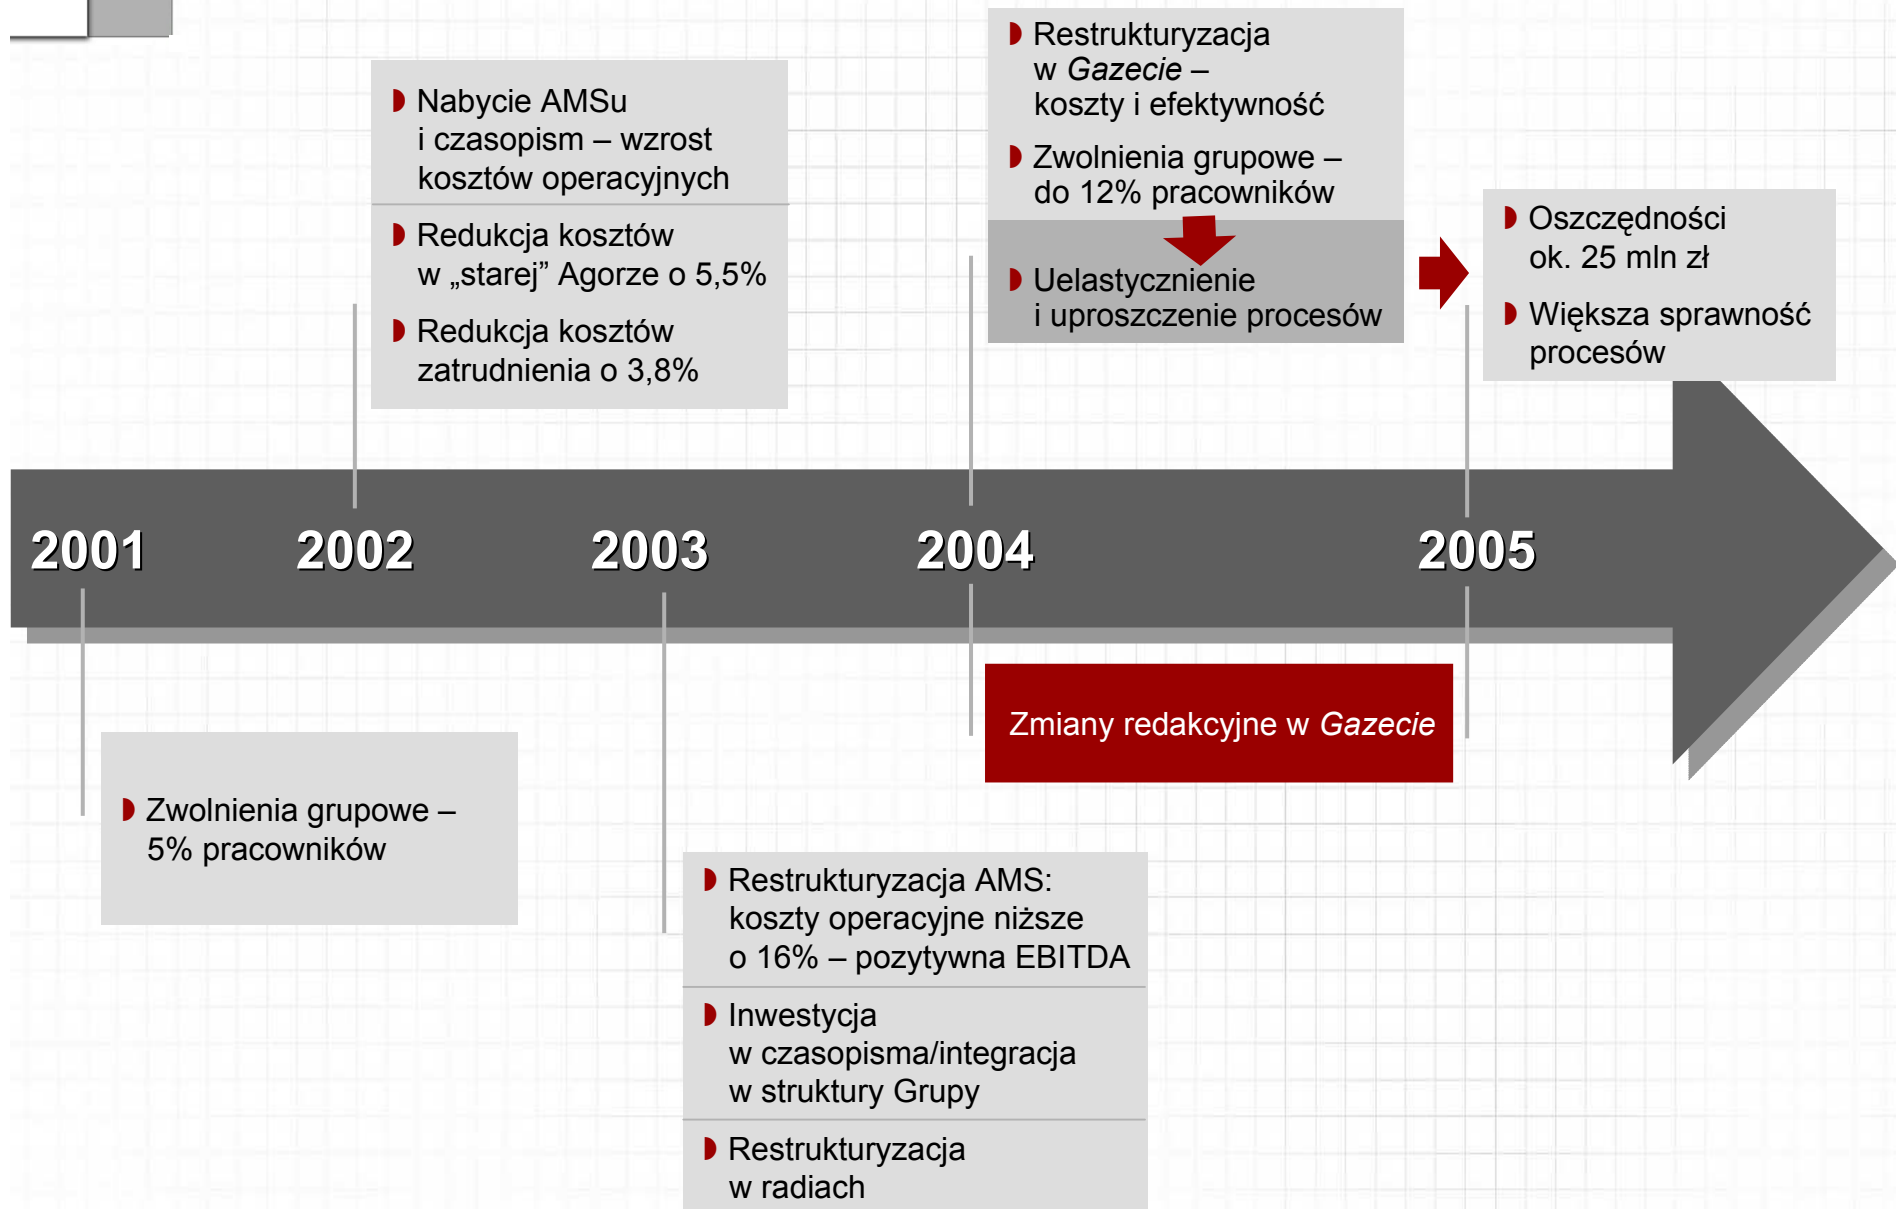 Nabycie AMSu
i czasopism – wzrost
kosztów operacyjnych
Redukcja kosztów
w „starej” Agorze o 5,5%
Redukcja kosztów
zatrudnienia o 3,8%
Restrukturyzacja
w Gazecie –
koszty i efektywność
Zwolnienia grupowe –
do 12% pracowników
Uelastycznienie
i uproszczenie procesów
Oszczędności
ok. 25 mln zł
Większa sprawność
procesów
2001 2002 2003 2004 2005
Zmiany redakcyjne w Gazecie
Zwolnienia grupowe –
5% pracowników
Restrukturyzacja AMS:
koszty operacyjne niższe
o 16% – pozytywna EBITDA
Inwestycja
w czasopisma/integracja
w struktury Grupy
Restrukturyzacja
w radiach